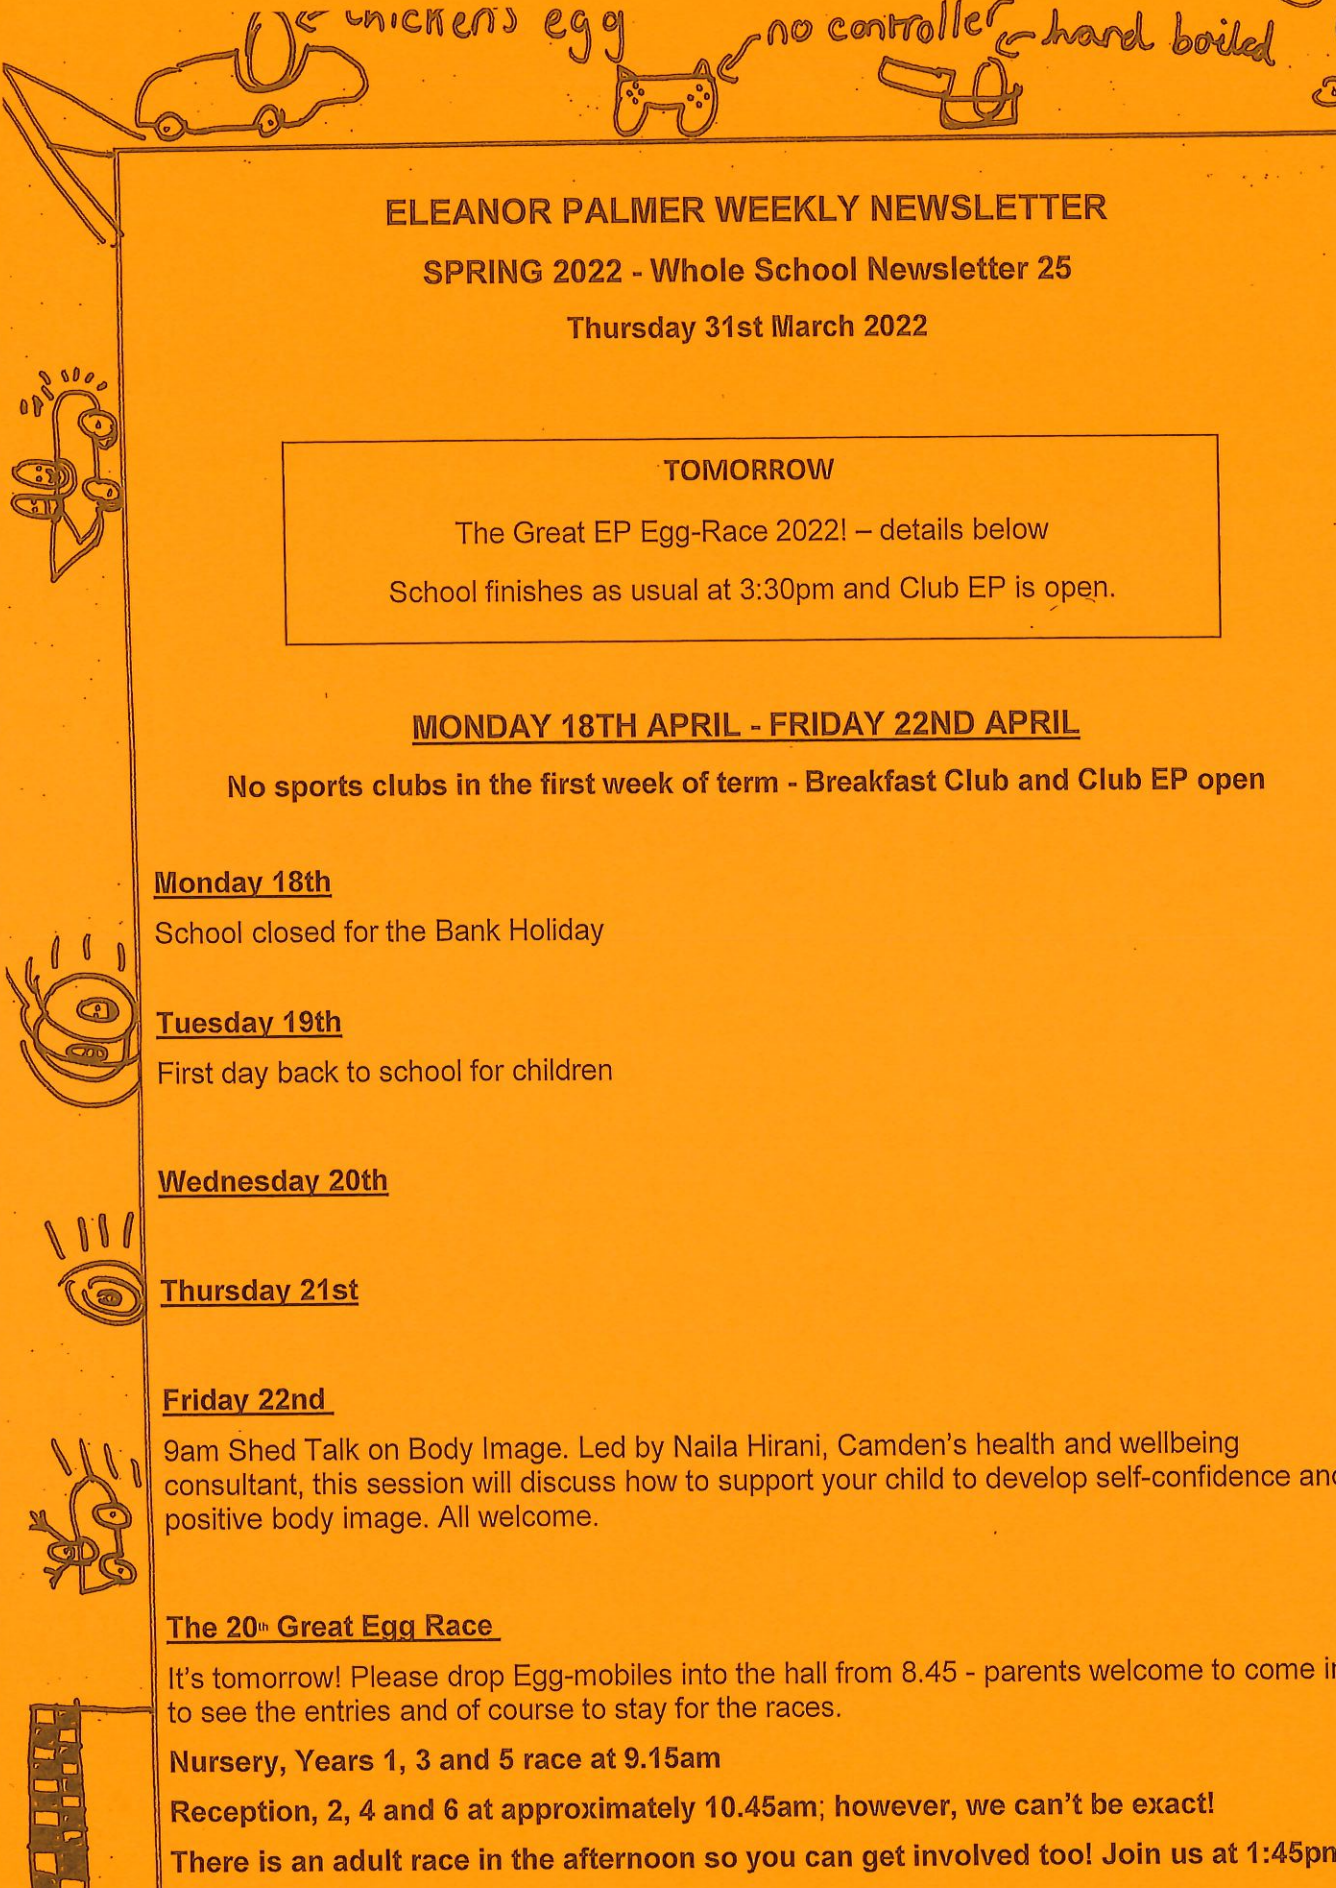 chicken's egg
no controller
hard boiled
ELEANOR PALMER WEEKLY NEWSLETTER
SPRING 2022 - Whole School Newsletter 25
Thursday 31st March 2022
TOMORROW
The Great EP Egg-Race 2022! – details below
School finishes as usual at 3:30pm and Club EP is open.
MONDAY 18TH APRIL - FRIDAY 22ND APRIL
No sports clubs in the first week of term - Breakfast Club and Club EP open
Monday 18th
School closed for the Bank Holiday
Tuesday 19th
First day back to school for children
Wednesday 20th
Thursday 21st
Friday 22nd
9am Shed Talk on Body Image. Led by Naila Hirani, Camden's health and wellbeing
consultant, this session will discuss how to support your child to develop self-confidence and
positive body image. All welcome.
The 20th Great Egg Race
It's tomorrow! Please drop Egg-mobiles into the hall from 8.45 - parents welcome to come in
to see the entries and of course to stay for the races.
Nursery, Years 1, 3 and 5 race at 9.15am
Reception, 2, 4 and 6 at approximately 10.45am; however, we can't be exact!
There is an adult race in the afternoon so you can get involved too! Join us at 1:45pm